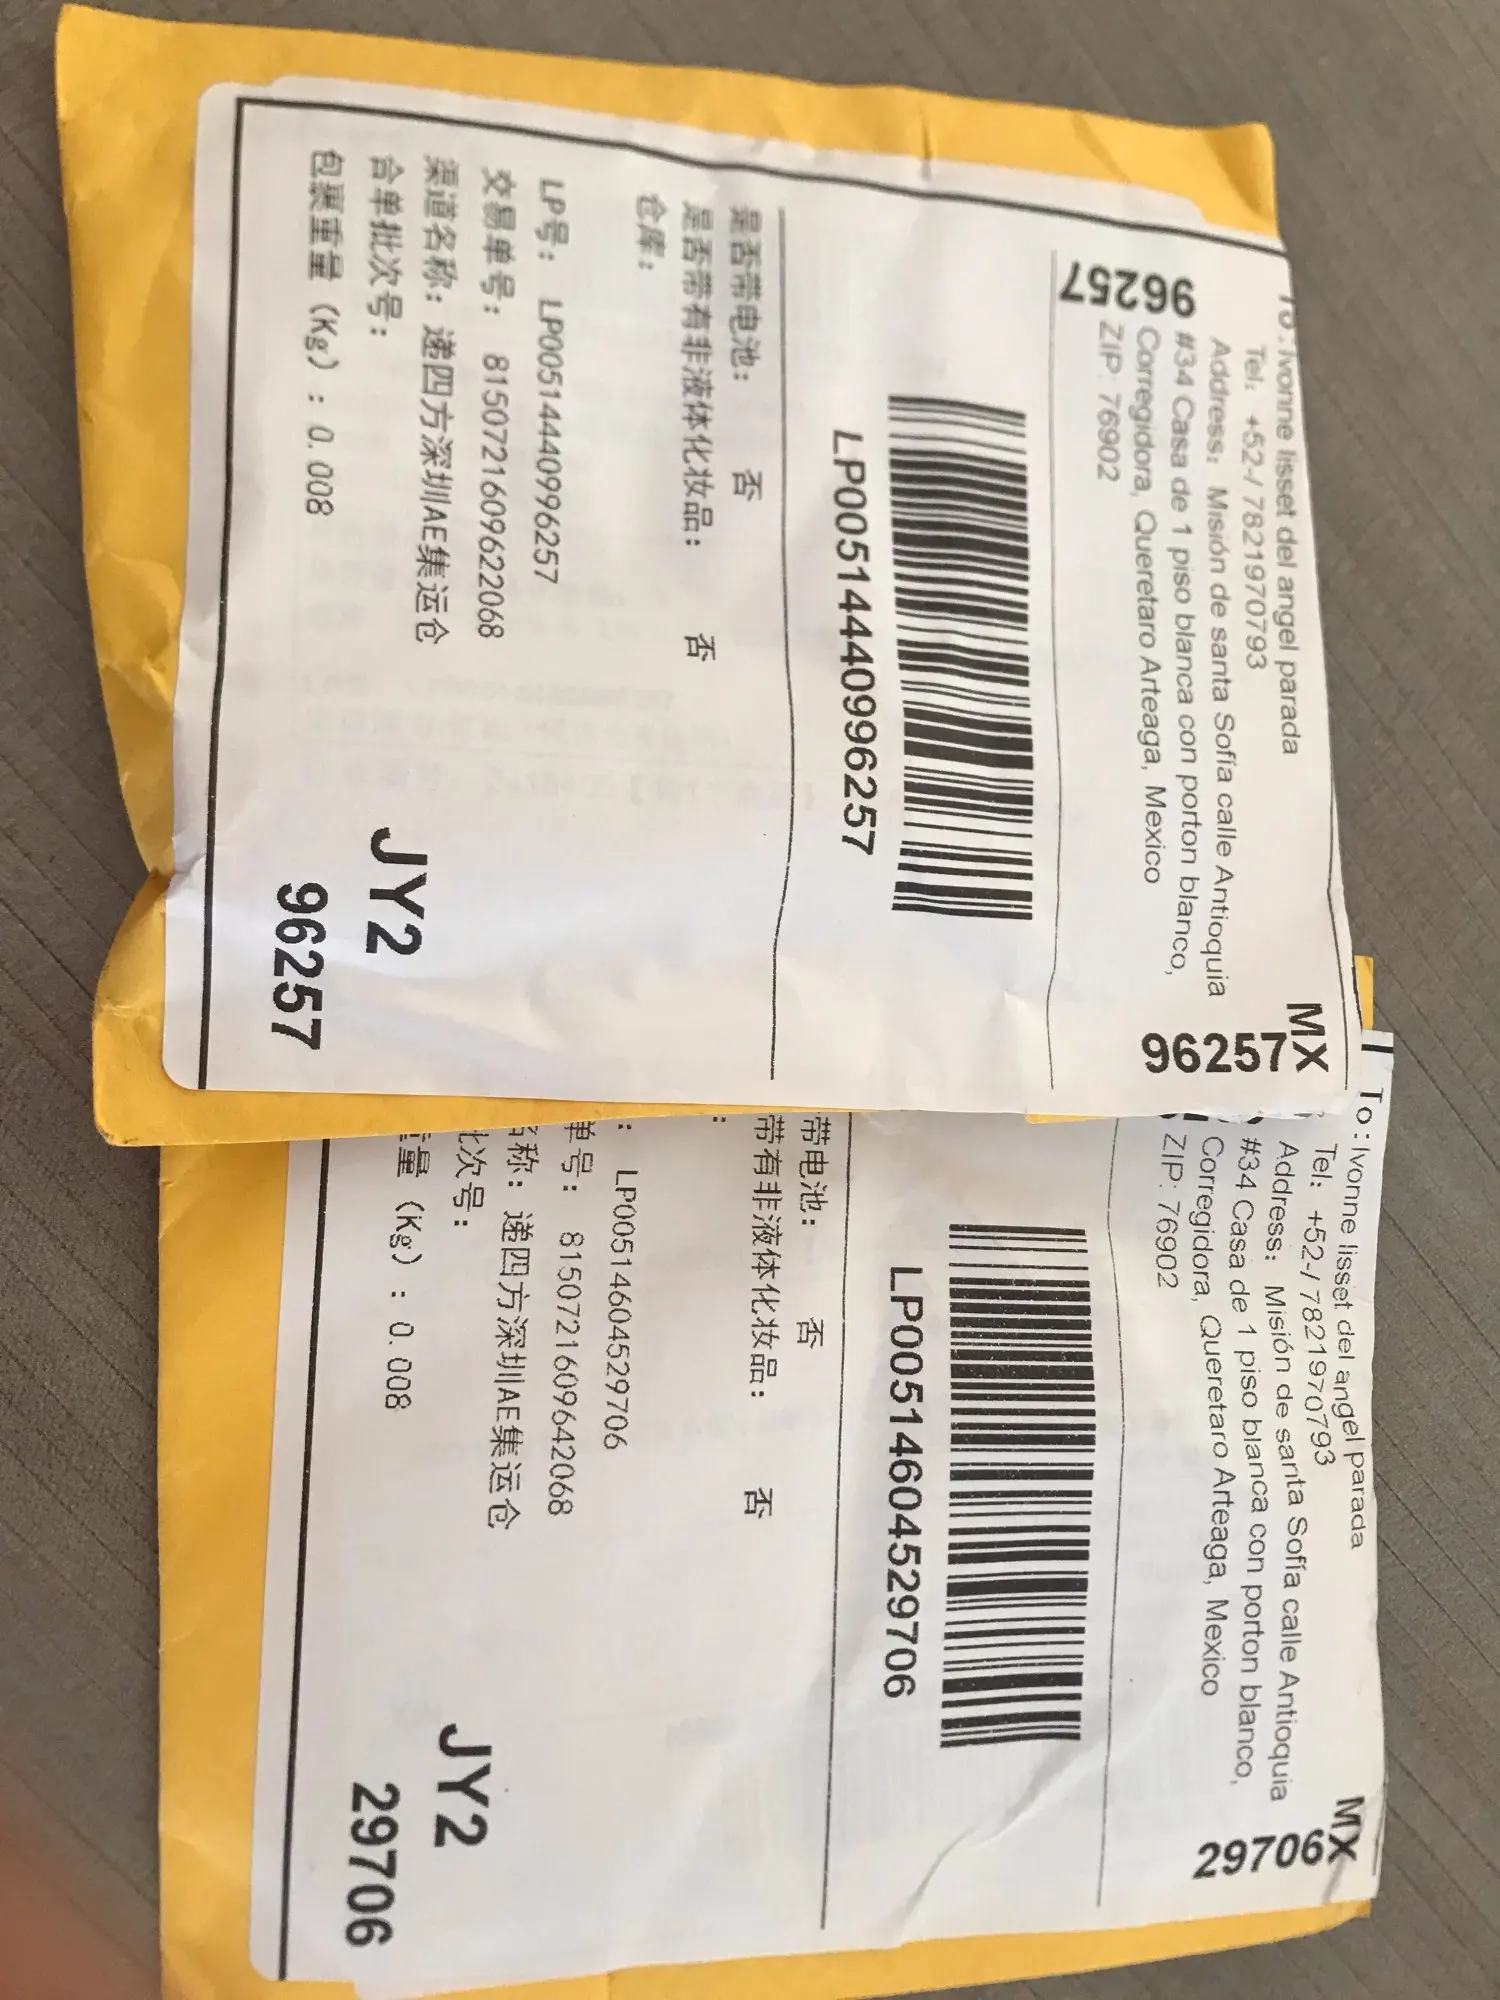 To:Ivonne lisset del angel parada
Tel: +52-/ 7821970793
Address: Misión de santa Sofía calle Antioquia
#34 Casa de 1 piso blanca con porton blanco,
Corregidora, Queretaro Arteaga, Mexico
ZIP: 76902
MX
96257
96257
LP00514440996257
是否带电池: 否
是否带有非液体化妆品: 否
仓库:
LP号: LP00514440996257
交易单号: 8150721609622068
渠道名称: 递四方深圳AE集运仓
合单批次号:
包裹重量(Kg):0.008
JY2
96257
To:Ivonne lisset del angel parada
Tel: +52-/ 7821970793
Address: Misión de santa Sofía calle Antioquia
#34 Casa de 1 piso blanca con porton blanco,
Corregidora, Queretaro Arteaga, Mexico
ZIP: 76902
MX
29706
LP00514604529706
带电池: 否
带有非液体化妆品: 否
:
: LP00514604529706
单号: 8150721609642068
名称: 递四方深圳AE集运仓
次号:
重量(Kg):0.008
JY2
29706